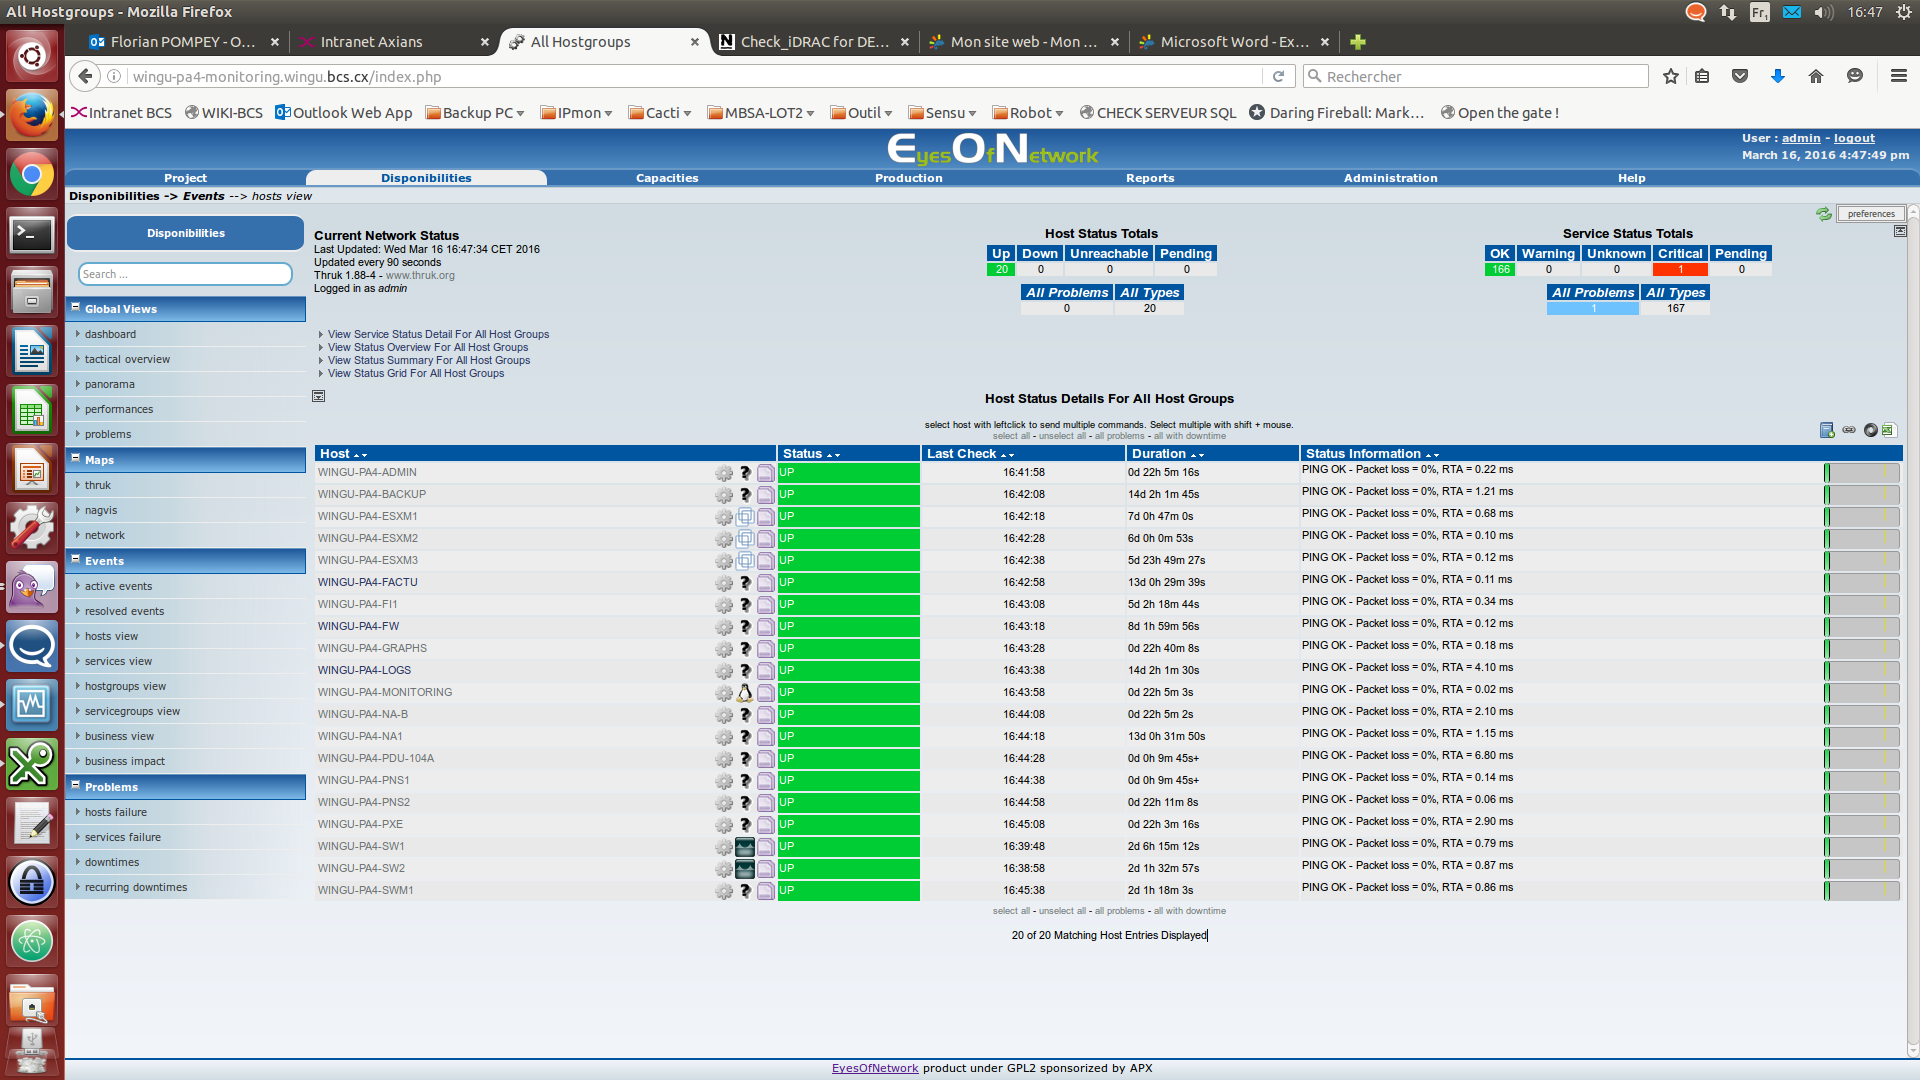 All Hostgroups - Mozilla Firefox
Fr1 16:47
Florian POMPEY - O... × Intranet Axians × All Hostgroups × Check_iDRAC for DE... × Mon site web - Mon ... × Microsoft Word - Ex... ×
wingu-pa4-monitoring.wingu.bcs.cx/index.php Rechercher
Intranet BCS WIKI-BCS Outlook Web App Backup PC IPmon Cacti MBSA-LOT2 Outil Sensu Robot CHECK SERVEUR SQL Daring Fireball: Mark... Open the gate !
EyesOfNetwork
User : admin - logout
March 16, 2016 4:47:49 pm
Project Disponibilities Capacities Production Reports Administration Help
Disponibilities -> Events --> hosts view
Disponibilities
Search ...
Global Views
dashboard
tactical overview
panorama
performances
problems
Maps
thruk
nagvis
network
Events
active events
resolved events
hosts view
services view
hostgroups view
servicegroups view
business view
business impact
Problems
hosts failure
services failure
downtimes
recurring downtimes
preferences
Current Network Status
Last Updated: Wed Mar 16 16:47:34 CET 2016
Updated every 90 seconds
Thruk 1.88-4 - www.thruk.org
Logged in as admin
View Service Status Detail For All Host Groups
View Status Overview For All Host Groups
View Status Summary For All Host Groups
View Status Grid For All Host Groups
Host Status Totals
Up Down Unreachable Pending
20 0 0 0
All Problems All Types
0 20
Service Status Totals
OK Warning Unknown Critical Pending
166 0 0 1 0
All Problems All Types
1 167
Host Status Details For All Host Groups
select host with leftclick to send multiple commands. Select multiple with shift + mouse.
select all - unselect all - all problems - all with downtime
Host Status Last Check Duration Status Information
WINGU-PA4-ADMIN UP 16:41:58 0d 22h 5m 16s PING OK - Packet loss = 0%, RTA = 0.22 ms
WINGU-PA4-BACKUP UP 16:42:08 14d 2h 1m 45s PING OK - Packet loss = 0%, RTA = 1.21 ms
WINGU-PA4-ESXM1 UP 16:42:18 7d 0h 47m 0s PING OK - Packet loss = 0%, RTA = 0.68 ms
WINGU-PA4-ESXM2 UP 16:42:28 6d 0h 0m 53s PING OK - Packet loss = 0%, RTA = 0.10 ms
WINGU-PA4-ESXM3 UP 16:42:38 5d 23h 49m 27s PING OK - Packet loss = 0%, RTA = 0.12 ms
WINGU-PA4-FACTU UP 16:42:58 13d 0h 29m 39s PING OK - Packet loss = 0%, RTA = 0.11 ms
WINGU-PA4-FI1 UP 16:43:08 5d 2h 18m 44s PING OK - Packet loss = 0%, RTA = 0.34 ms
WINGU-PA4-FW UP 16:43:18 8d 1h 59m 56s PING OK - Packet loss = 0%, RTA = 0.12 ms
WINGU-PA4-GRAPHS UP 16:43:28 0d 22h 40m 8s PING OK - Packet loss = 0%, RTA = 0.18 ms
WINGU-PA4-LOGS UP 16:43:38 14d 2h 1m 30s PING OK - Packet loss = 0%, RTA = 4.10 ms
WINGU-PA4-MONITORING UP 16:43:58 0d 22h 5m 3s PING OK - Packet loss = 0%, RTA = 0.02 ms
WINGU-PA4-NA-B UP 16:44:08 0d 22h 5m 2s PING OK - Packet loss = 0%, RTA = 2.10 ms
WINGU-PA4-NA1 UP 16:44:18 13d 0h 31m 50s PING OK - Packet loss = 0%, RTA = 1.15 ms
WINGU-PA4-PDU-104A UP 16:44:28 0d 0h 9m 45s+ PING OK - Packet loss = 0%, RTA = 6.80 ms
WINGU-PA4-PNS1 UP 16:44:38 0d 0h 9m 45s+ PING OK - Packet loss = 0%, RTA = 0.14 ms
WINGU-PA4-PNS2 UP 16:44:58 0d 22h 11m 8s PING OK - Packet loss = 0%, RTA = 0.06 ms
WINGU-PA4-PXE UP 16:45:08 0d 22h 3m 16s PING OK - Packet loss = 0%, RTA = 2.90 ms
WINGU-PA4-SW1 UP 16:39:48 2d 6h 15m 12s PING OK - Packet loss = 0%, RTA = 0.79 ms
WINGU-PA4-SW2 UP 16:38:58 2d 1h 32m 57s PING OK - Packet loss = 0%, RTA = 0.87 ms
WINGU-PA4-SWM1 UP 16:45:38 2d 1h 18m 3s PING OK - Packet loss = 0%, RTA = 0.86 ms
select all - unselect all - all problems - all with downtime
20 of 20 Matching Host Entries Displayed
EyesOfNetwork product under GPL2 sponsorized by APX